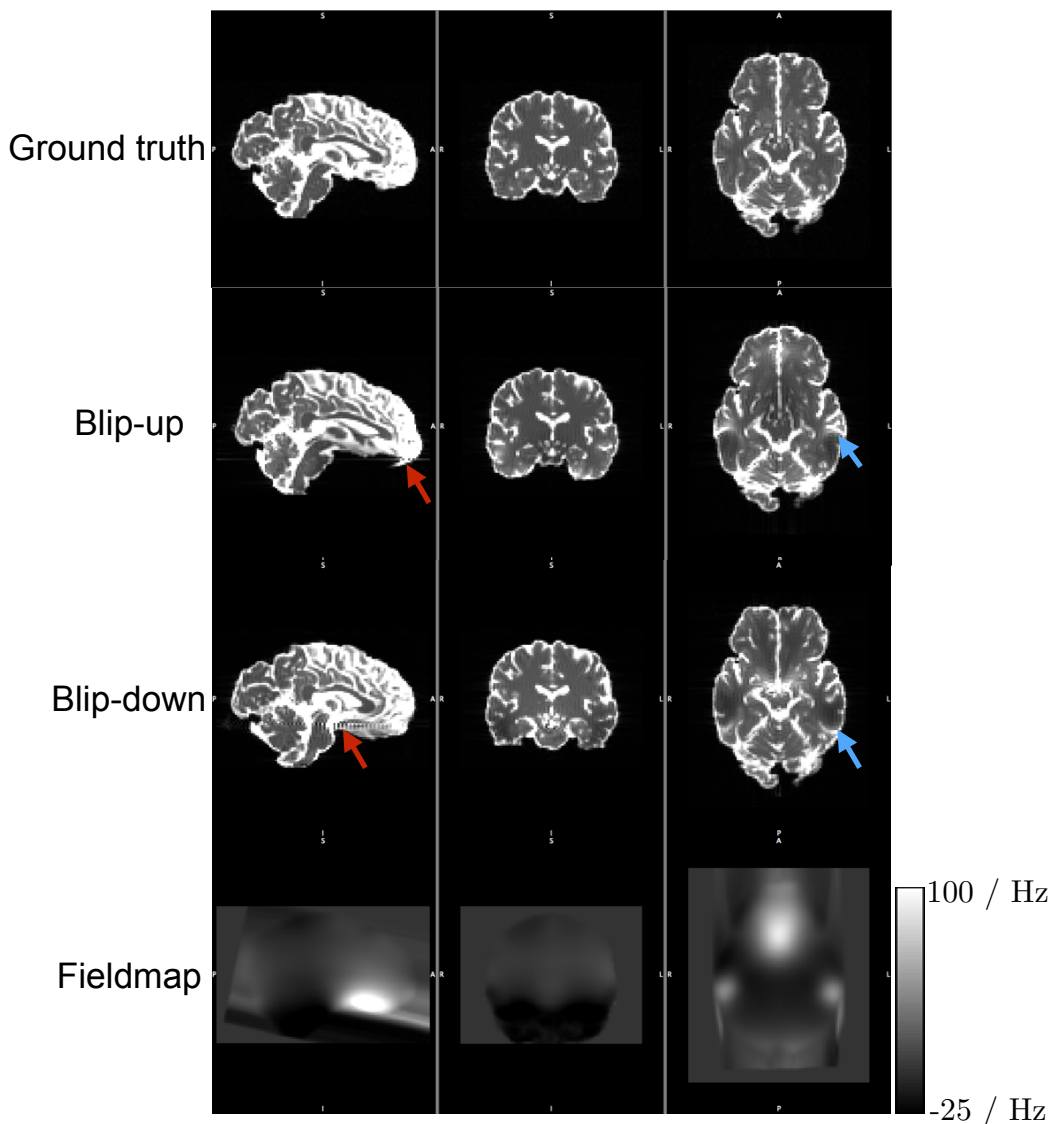 S S A
Ground truth P A R L R L
I I P
S S A
Blip-up P A R L R L
S S A
Blip-down P A R L R L
I I P
S S A
100 / Hz
Fieldmap P A R L R L
I I P
-25 / Hz